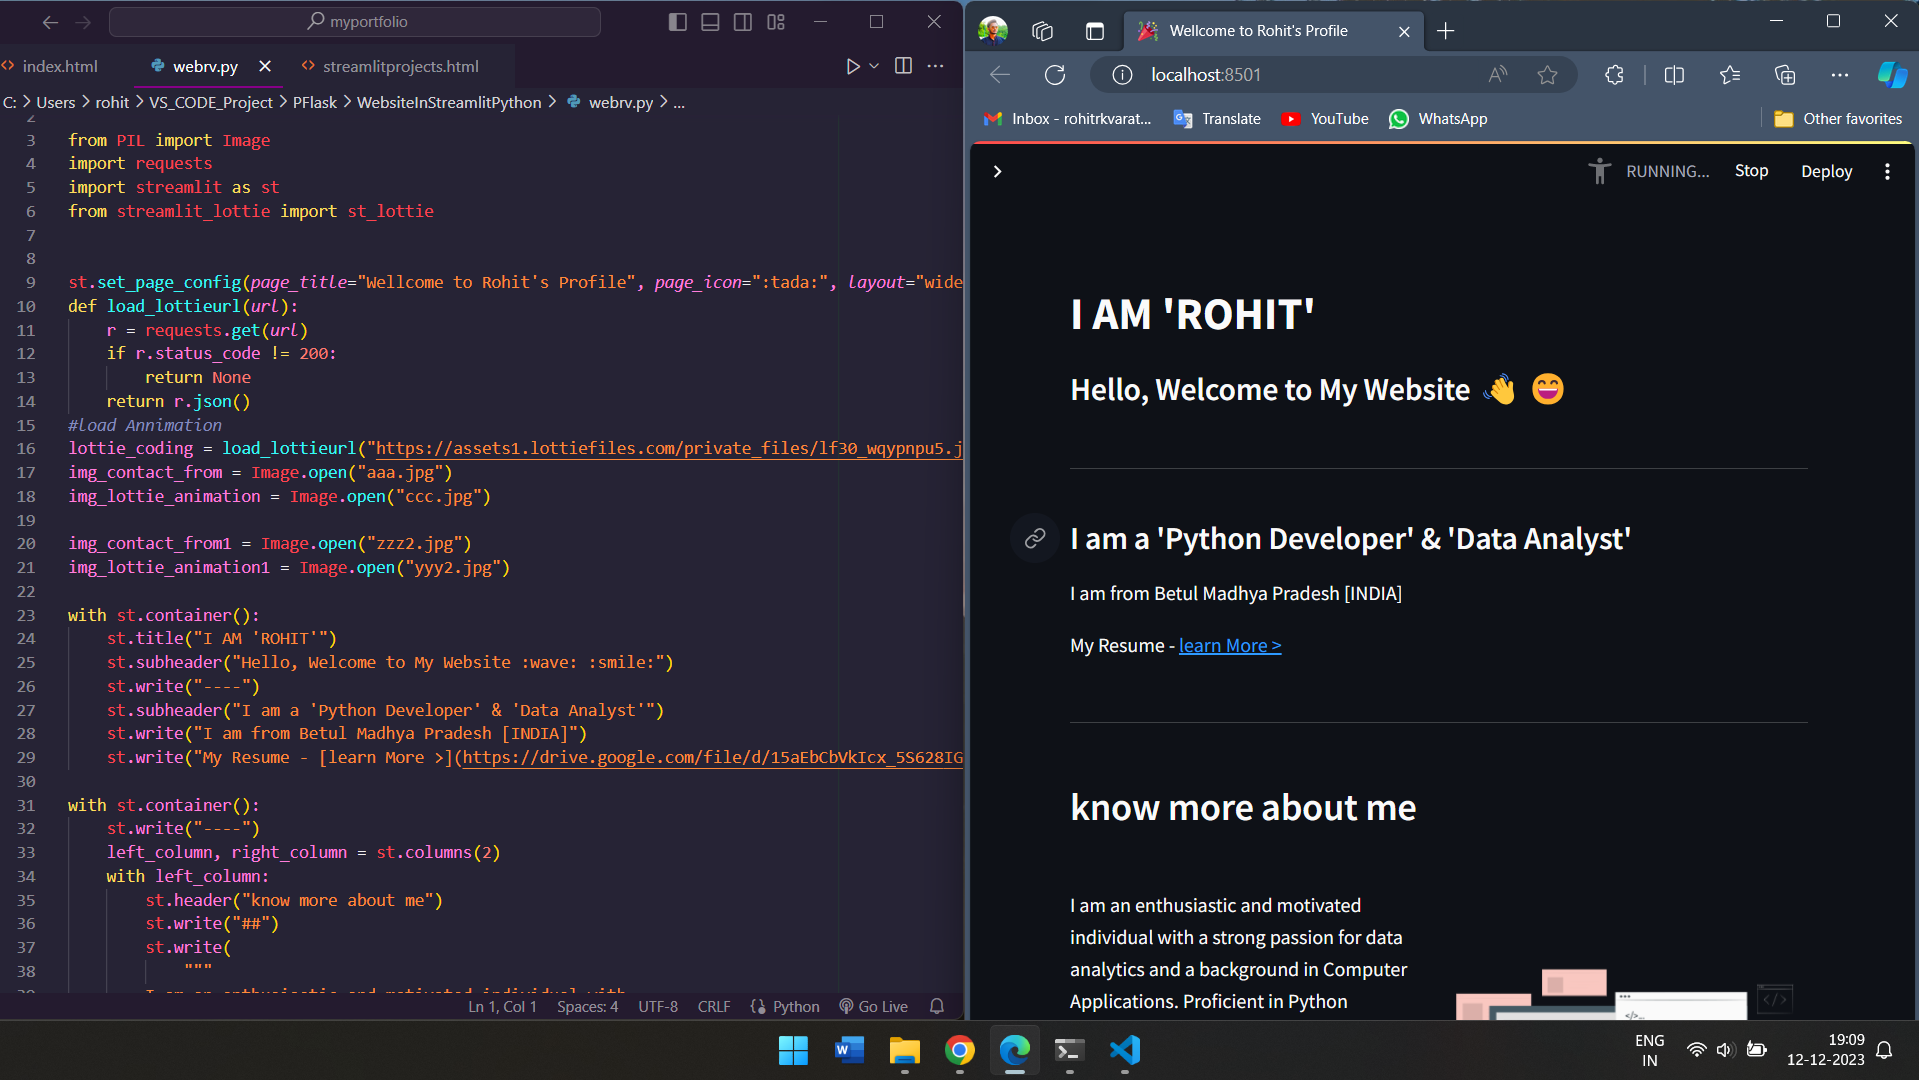 myportfolio
index.html
webrv.py
streamlitprojects.html
C: > Users > rohit > VS_CODE_Project > PFlask > WebsiteInStreamlitPython > webrv.py > ...
2
3 from PIL import Image
4 import requests
5 import streamlit as st
6 from streamlit_lottie import st_lottie
7
8
9 st.set_page_config(page_title="Wellcome to Rohit's Profile", page_icon=":tada:", layout="wide
10 def load_lottieurl(url):
11 r = requests.get(url)
12 if r.status_code != 200:
13 return None
14 return r.json()
15 #load Annimation
16 lottie_coding = load_lottieurl("https://assets1.lottiefiles.com/private_files/lf30_wqypnpu5.j
17 img_contact_from = Image.open("aaa.jpg")
18 img_lottie_animation = Image.open("ccc.jpg")
19
20 img_contact_from1 = Image.open("zzz2.jpg")
21 img_lottie_animation1 = Image.open("yyy2.jpg")
22
23 with st.container():
24 st.title("I AM 'ROHIT'")
25 st.subheader("Hello, Welcome to My Website :wave: :smile:")
26 st.write("----")
27 st.subheader("I am a 'Python Developer' & 'Data Analyst'")
28 st.write("I am from Betul Madhya Pradesh [INDIA]")
29 st.write("My Resume - [learn More >](https://drive.google.com/file/d/15aEbCbVkIcx_5S628IG
30
31 with st.container():
32 st.write("----")
33 left_column, right_column = st.columns(2)
34 with left_column:
35 st.header("know more about me")
36 st.write("##")
37 st.write(
38 """
I am an enthusiastic and motivated individual with
Ln 1, Col 1
Spaces: 4
UTF-8
CRLF
Python
Go Live
Wellcome to Rohit's Profile
localhost:8501
Inbox - rohitrkvarat...
Translate
YouTube
WhatsApp
Other favorites
RUNNING...
Stop
Deploy
I AM 'ROHIT'
Hello, Welcome to My Website 👋 😄
I am a 'Python Developer' & 'Data Analyst'
I am from Betul Madhya Pradesh [INDIA]
My Resume - learn More >
know more about me
I am an enthusiastic and motivated
individual with a strong passion for data
analytics and a background in Computer
Applications. Proficient in Python
ENG
IN
19:09
12-12-2023